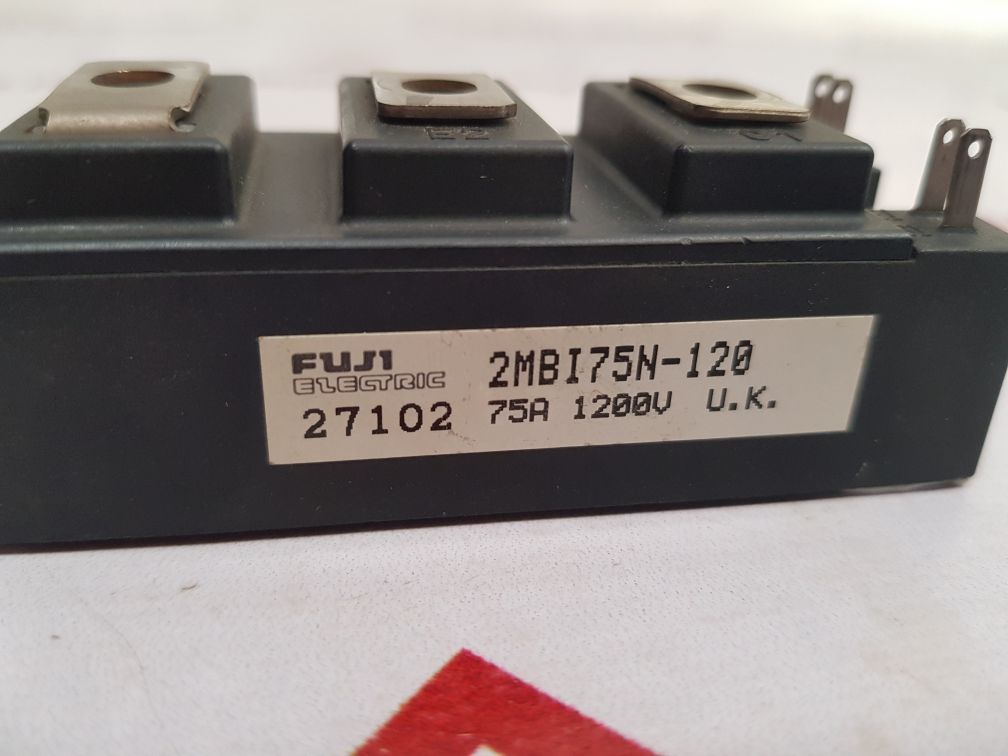 E2
C1
FUJI
ELECTRIC
2MBI75N-120
27102
75A 1200V U.K.